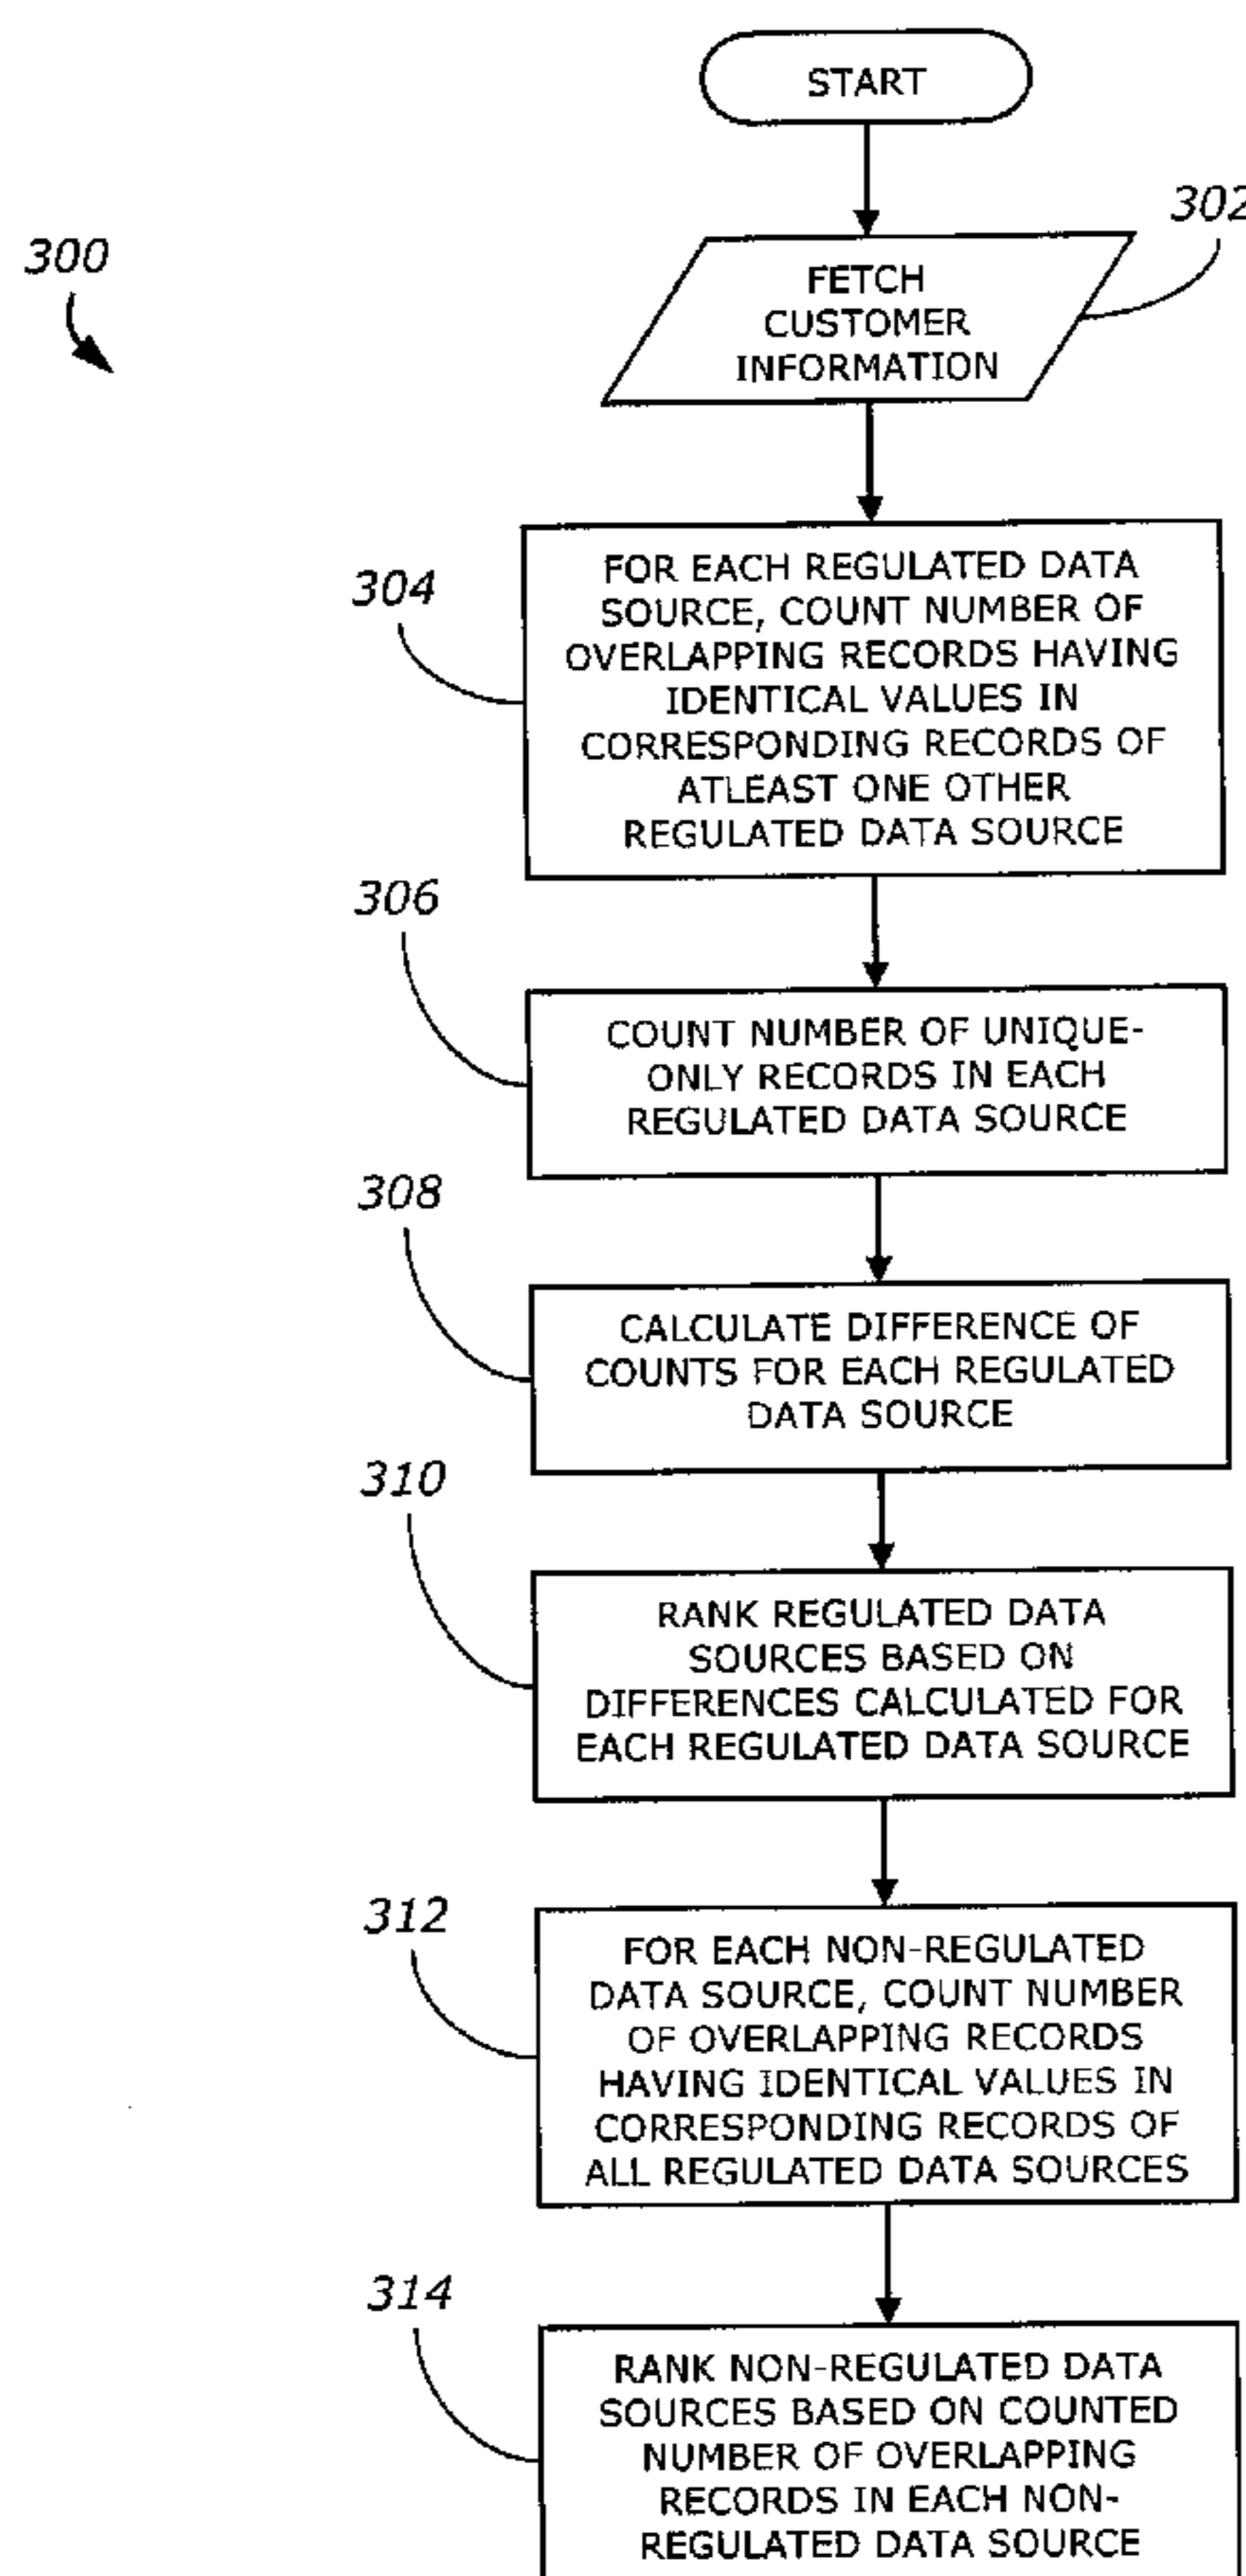 START
302
300
FETCH
CUSTOMER
INFORMATION
304
FOR EACH REGULATED DATA
SOURCE, COUNT NUMBER OF
OVERLAPPING RECORDS HAVING
IDENTICAL VALUES IN
CORRESPONDING RECORDS OF
ATLEAST ONE OTHER
REGULATED DATA SOURCE
306
COUNT NUMBER OF UNIQUE-
ONLY RECORDS IN EACH
REGULATED DATA SOURCE
308
CALCULATE DIFFERENCE OF
COUNTS FOR EACH REGULATED
DATA SOURCE
310
RANK REGULATED DATA
SOURCES BASED ON
DIFFERENCES CALCULATED FOR
EACH REGULATED DATA SOURCE
312
FOR EACH NON-REGULATED
DATA SOURCE, COUNT NUMBER
OF OVERLAPPING RECORDS
HAVING IDENTICAL VALUES IN
CORRESPONDING RECORDS OF
ALL REGULATED DATA SOURCES
314
RANK NON-REGULATED DATA
SOURCES BASED ON COUNTED
NUMBER OF OVERLAPPING
RECORDS IN EACH NON-
REGULATED DATA SOURCE